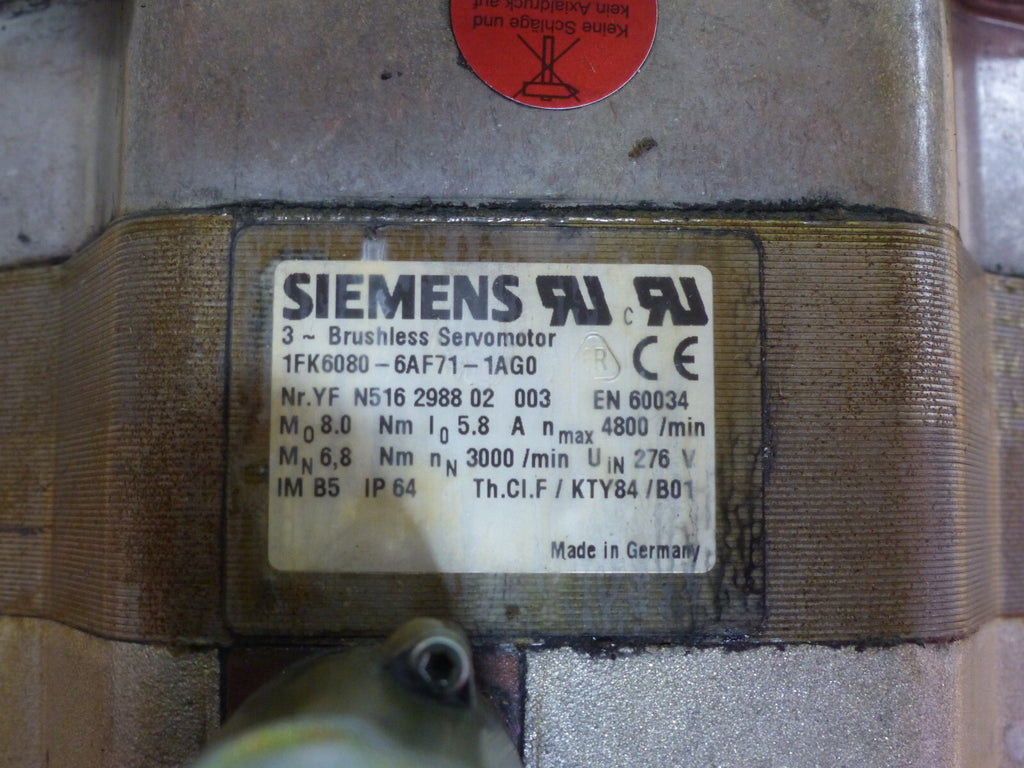 Keine Schläge und
kein Axialdruck auf
SIEMENS
3 ~ Brushless Servomotor
1FK6080-6AF71-1AG0
R
CE
Nr.YF N516 2988 02 003 EN 60034
M0 8.0 Nm I0 5.8 A nmax 4800 /min
MN 6,8 Nm nN 3000 /min UIN 276 V
IM B5 IP 64 Th.Cl.F / KTY84 /B01
Made in Germany